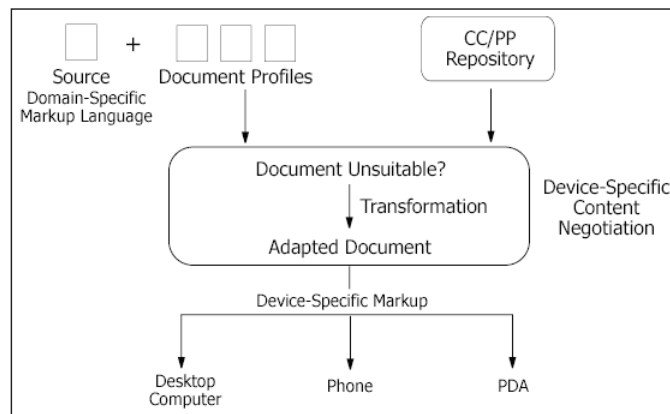 +
Source
Domain-Specific
Markup Language
Document Profiles
CC/PP
Repository
Document Unsuitable?
Transformation
Adapted Document
Device-Specific
Content
Negotiation
Device-Specific Markup
Desktop
Computer
Phone
PDA